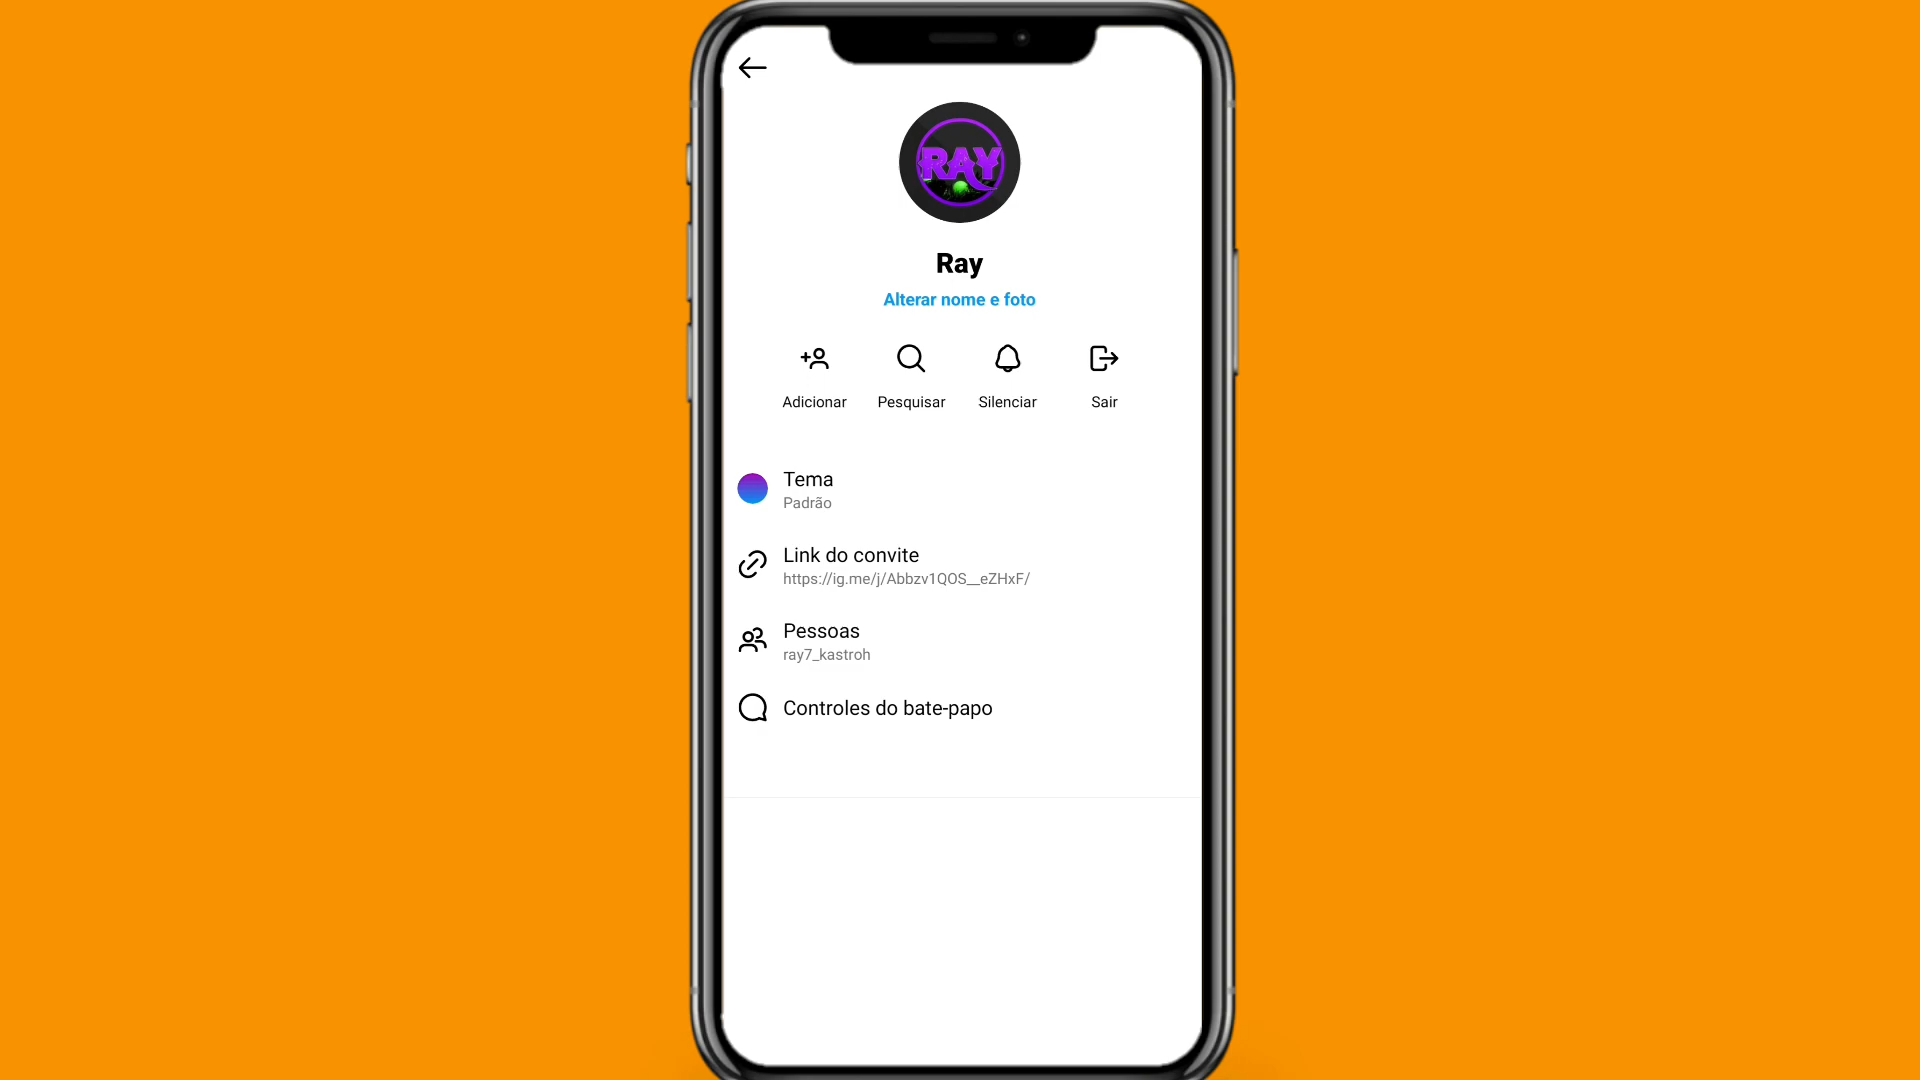 RAY
Ray
Alterar nome e foto
Adicionar Pesquisar Silenciar Sair
Tema
Padrão
Link do convite
https://ig.me/j/Abbzv1QOS__eZHxF/
Pessoas
ray7_kastroh
Controles do bate-papo